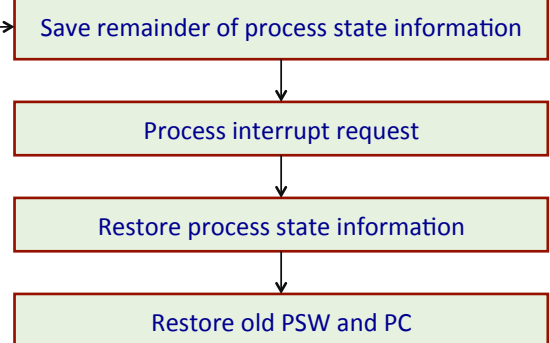 Save remainder of process state information
Process interrupt request
Restore process state information
Restore old PSW and PC